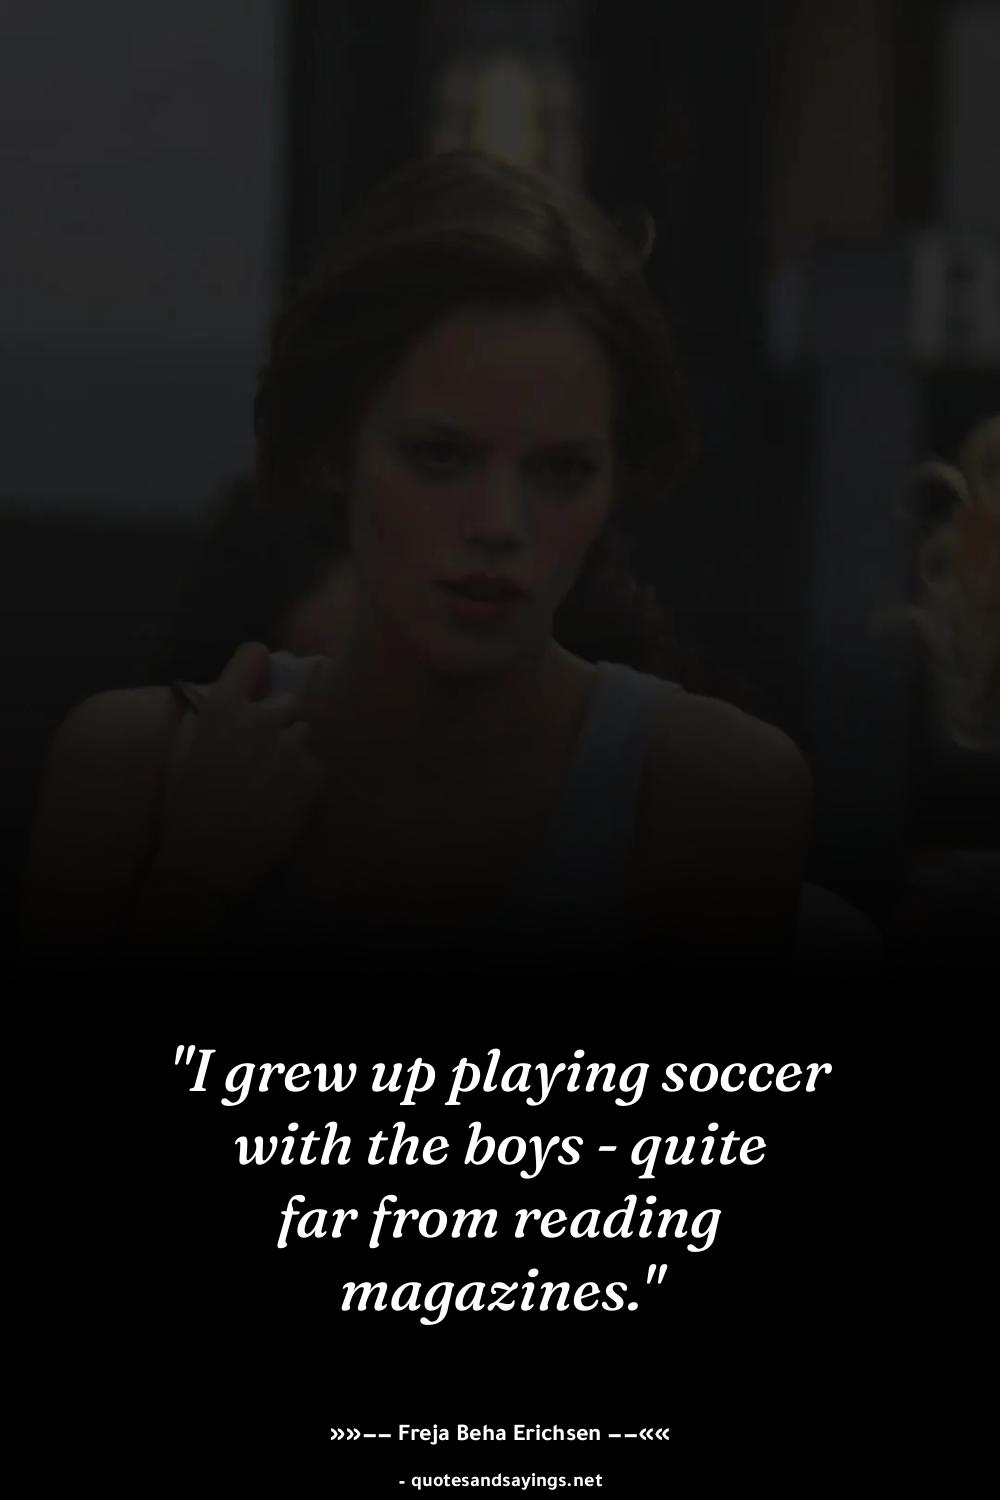 "I grew up playing soccer
with the boys - quite
far from reading
magazines."
»»−− Freja Beha Erichsen −−««
- quotesandsayings.net